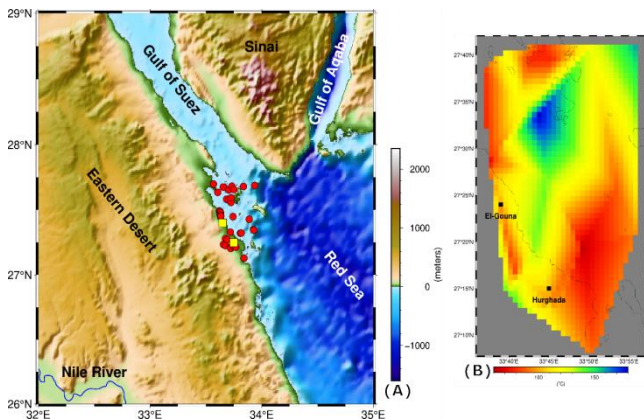 29°N
28°N
27°N
26°N
32°E
33°E
34°E
35°E
Gulf of Suez
Sinai
Gulf of Aqaba
Eastern Desert
Red Sea
Nile River
2000
1000
0
−1000
(meters)
(A)
(B)
27°40'
27°35'
27°30'
27°25'
27°20'
27°15'
27°10'
El-Gouna
Hurghada
33°40'E
33°45'E
33°50'E
33°55'E
(°C)